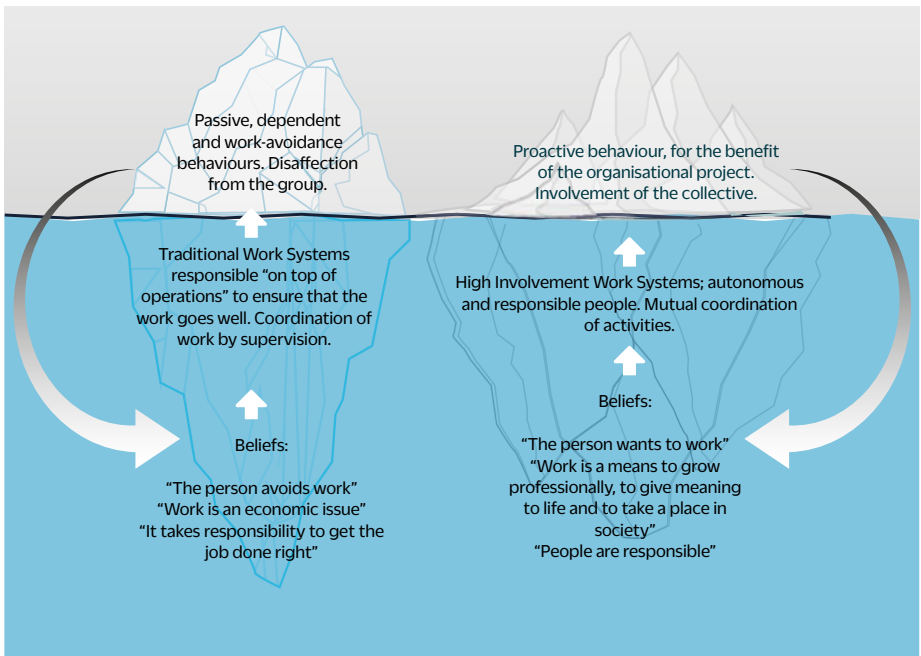 Passive, dependent
and work-avoidance
behaviours. Disaffection
from the group.
Traditional Work Systems
responsible “on top of
operations” to ensure that the
work goes well. Coordination of
work by supervision.
Beliefs:
“The person avoids work”
“Work is an economic issue”
“It takes responsibility to get the
job done right”
Proactive behaviour, for the benefit
of the organisational project.
Involvement of the collective.
High Involvement Work Systems; autonomous
and responsible people. Mutual coordination
of activities.
Beliefs:
“The person wants to work”
“Work is a means to grow
professionally, to give meaning
to life and to take a place in
society”
“People are responsible”